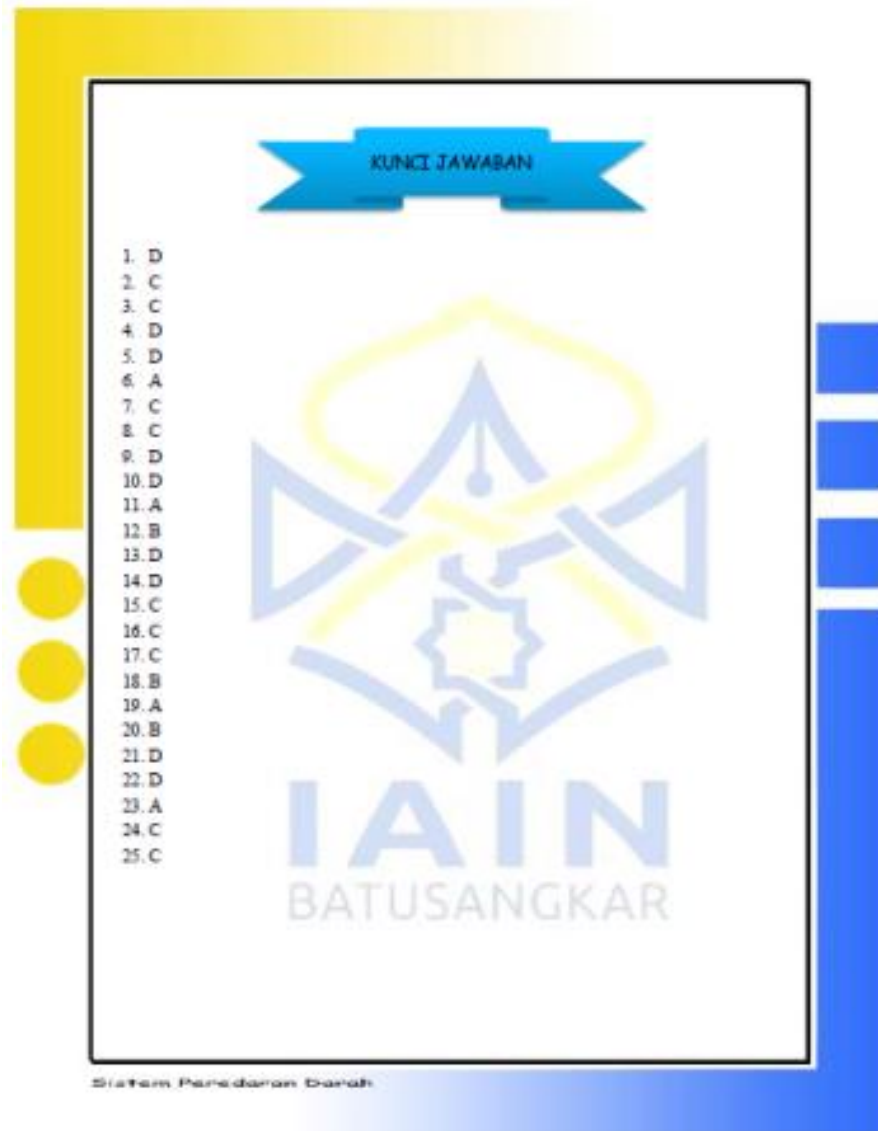 KUNCI JAWABAN
1. D
2. C
3. C
4. D
5. D
6. A
7. C
8. C
9. D
10. D
11. A
12. B
13. D
14. D
15. C
16. C
17. C
18. B
19. A
20. B
21. D
22. D
23. A
24. C
25. C
IAIN
BATUSANGKAR
Sistem Peredaran Darah